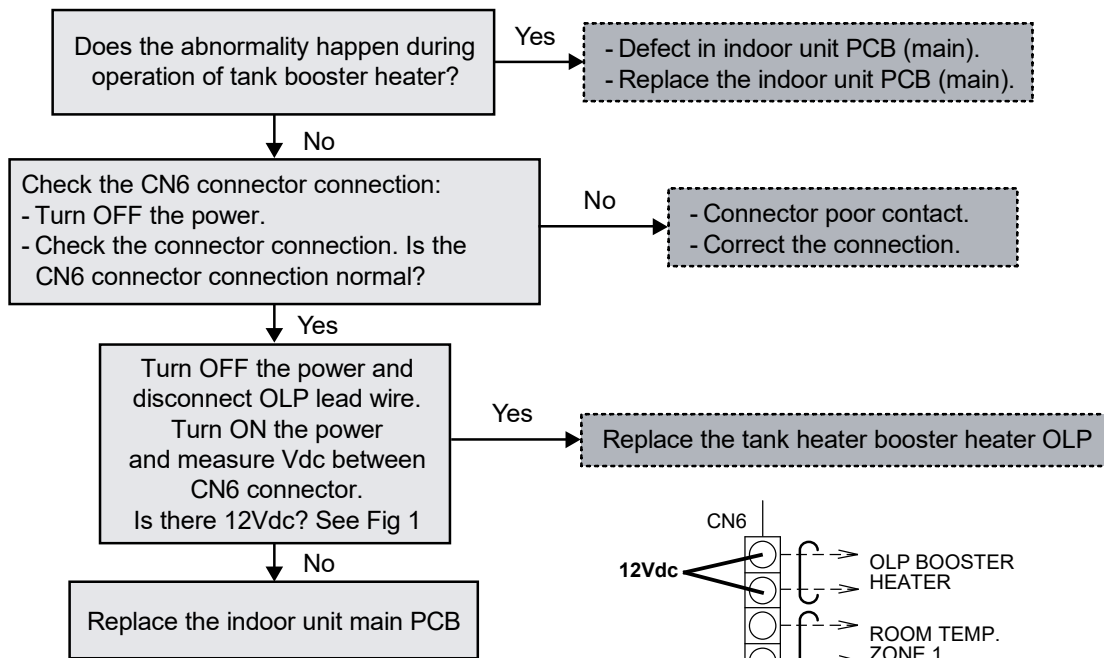 Does the abnormality happen during
operation of tank booster heater?
Yes
- Defect in indoor unit PCB (main).
- Replace the indoor unit PCB (main).
No
Check the CN6 connector connection:
- Turn OFF the power.
- Check the connector connection. Is the
CN6 connector connection normal?
No
- Connector poor contact.
- Correct the connection.
Yes
Turn OFF the power and
disconnect OLP lead wire.
Turn ON the power
and measure Vdc between
CN6 connector.
Is there 12Vdc? See Fig 1
Yes
Replace the tank heater booster heater OLP
No
Replace the indoor unit main PCB
CN6
12Vdc
OLP BOOSTER
HEATER
ROOM TEMP.
ZONE 1